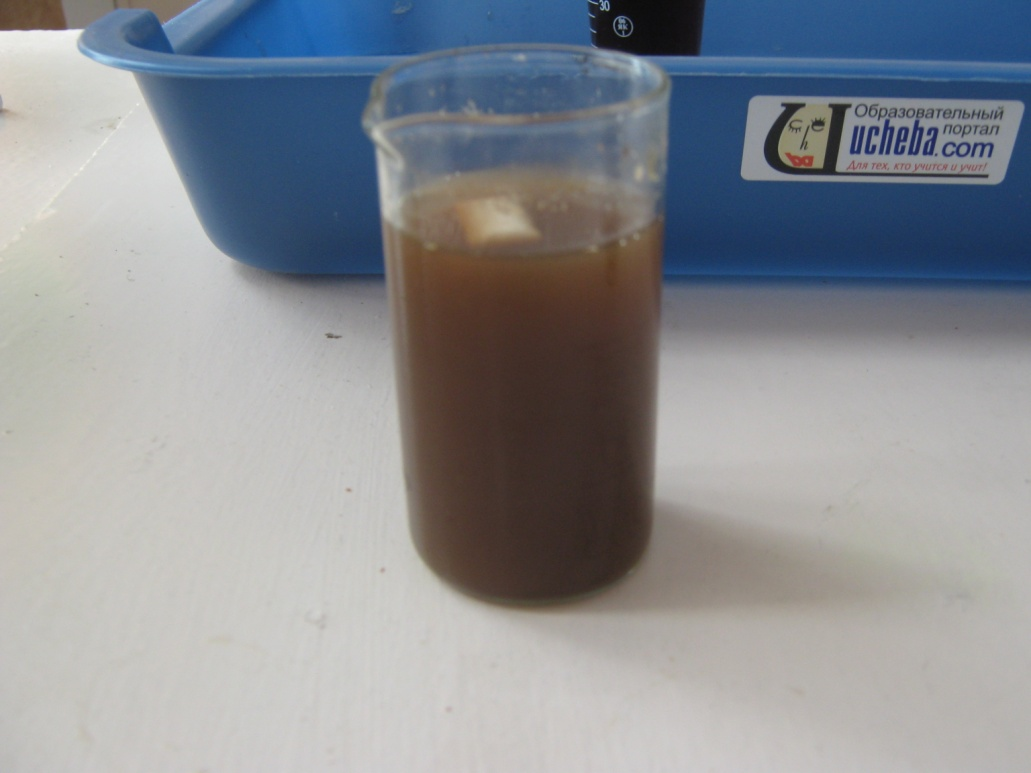 30
Образовательный
портал
ucheba.com
Для тех, кто учится и учит!